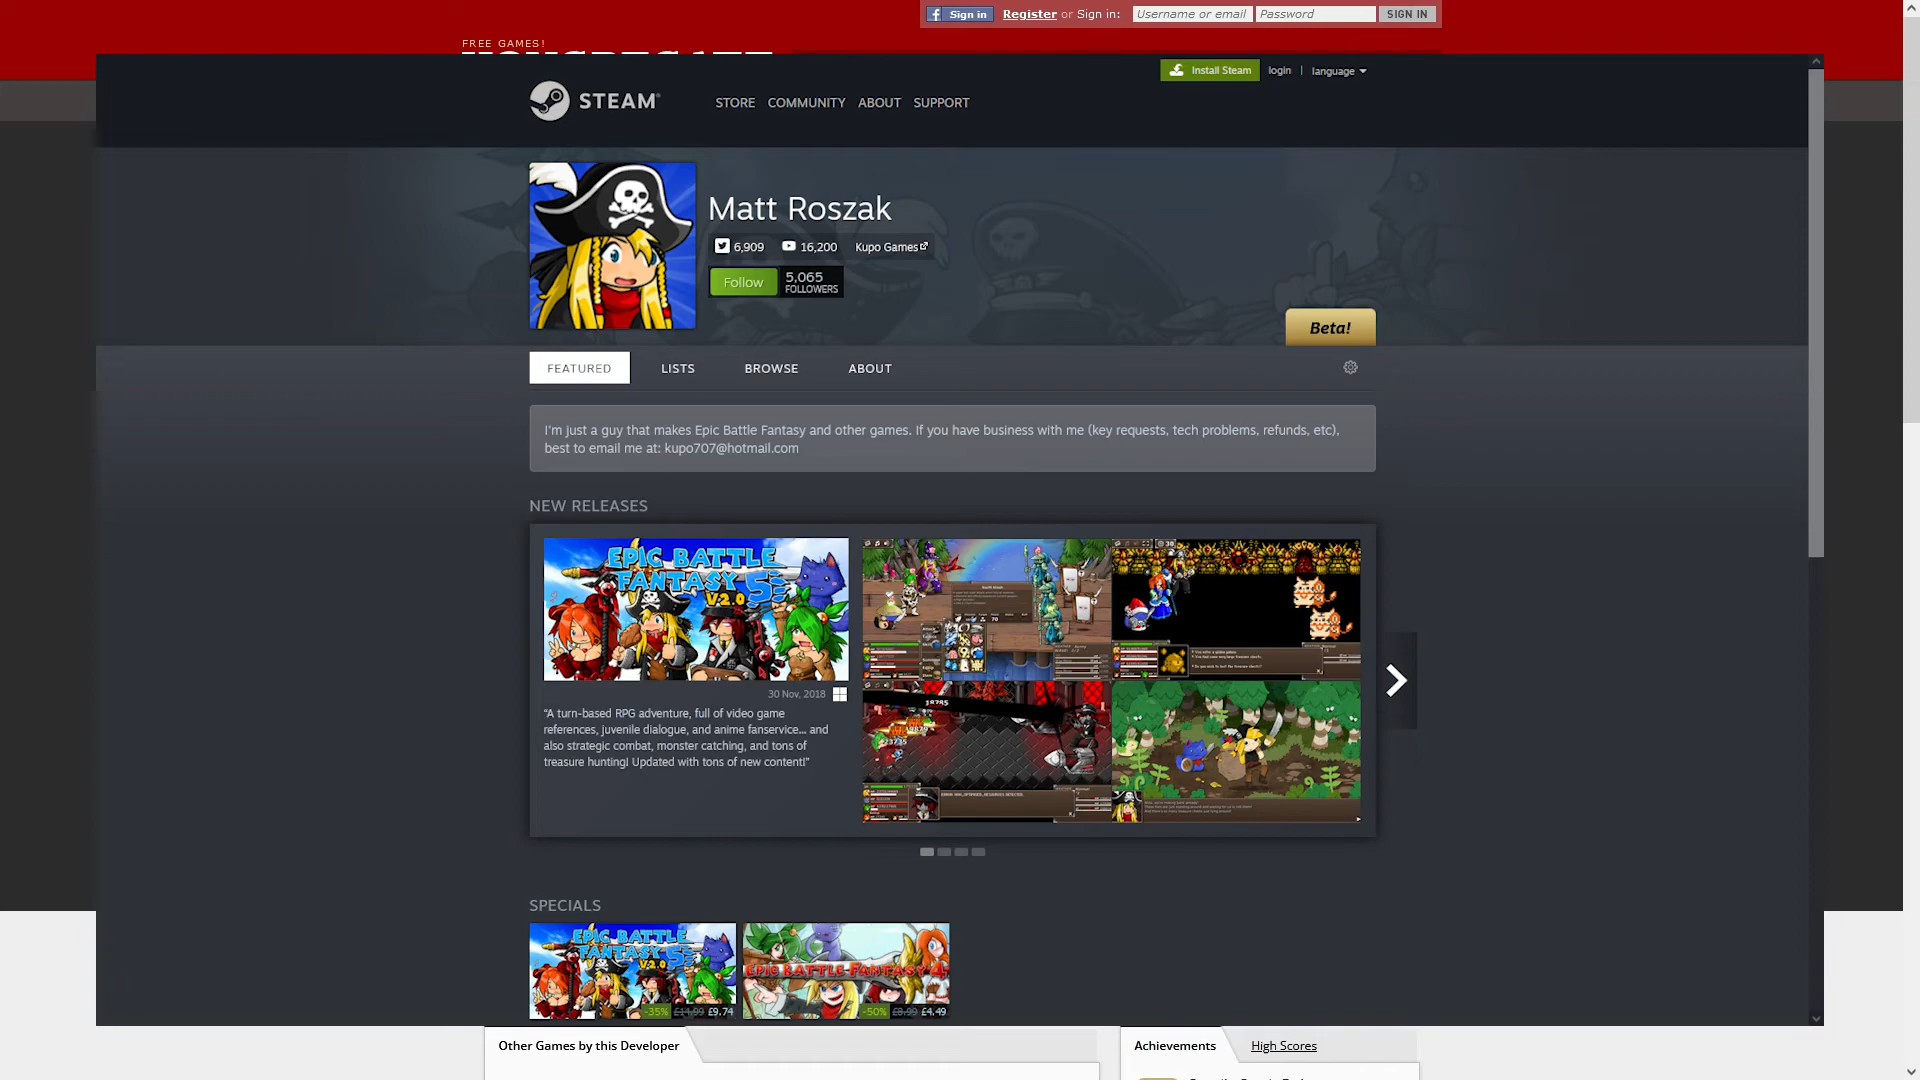 Sign in Register or Sign in: Username or email Password SIGN IN
FREE GAMES!
Install Steam login | language
STEAM®
STORE COMMUNITY ABOUT SUPPORT
Matt Roszak
6,909 16,200 Kupo Games
Follow 5,065
FOLLOWERS
Beta!
FEATURED LISTS BROWSE ABOUT
I'm just a guy that makes Epic Battle Fantasy and other games. If you have business with me (key requests, tech problems, refunds, etc),
best to email me at: kupo707@hotmail.com
NEW RELEASES
EPIC BATTLE
FANTASY 5
V2.0
30 Nov, 2018
“A turn-based RPG adventure, full of video game
references, juvenile dialogue, and anime fanservice... and
also strategic combat, monster catching, and tons of
treasure hunting! Updated with tons of new content!”
18785
23735
SPECIALS
EPIC BATTLE
FANTASY 5
V2.0
-35% £14.99 £9.74
EPIC BATTLE FANTASY 4
-50% £8.99 £4.49
Other Games by this Developer
Achievements High Scores